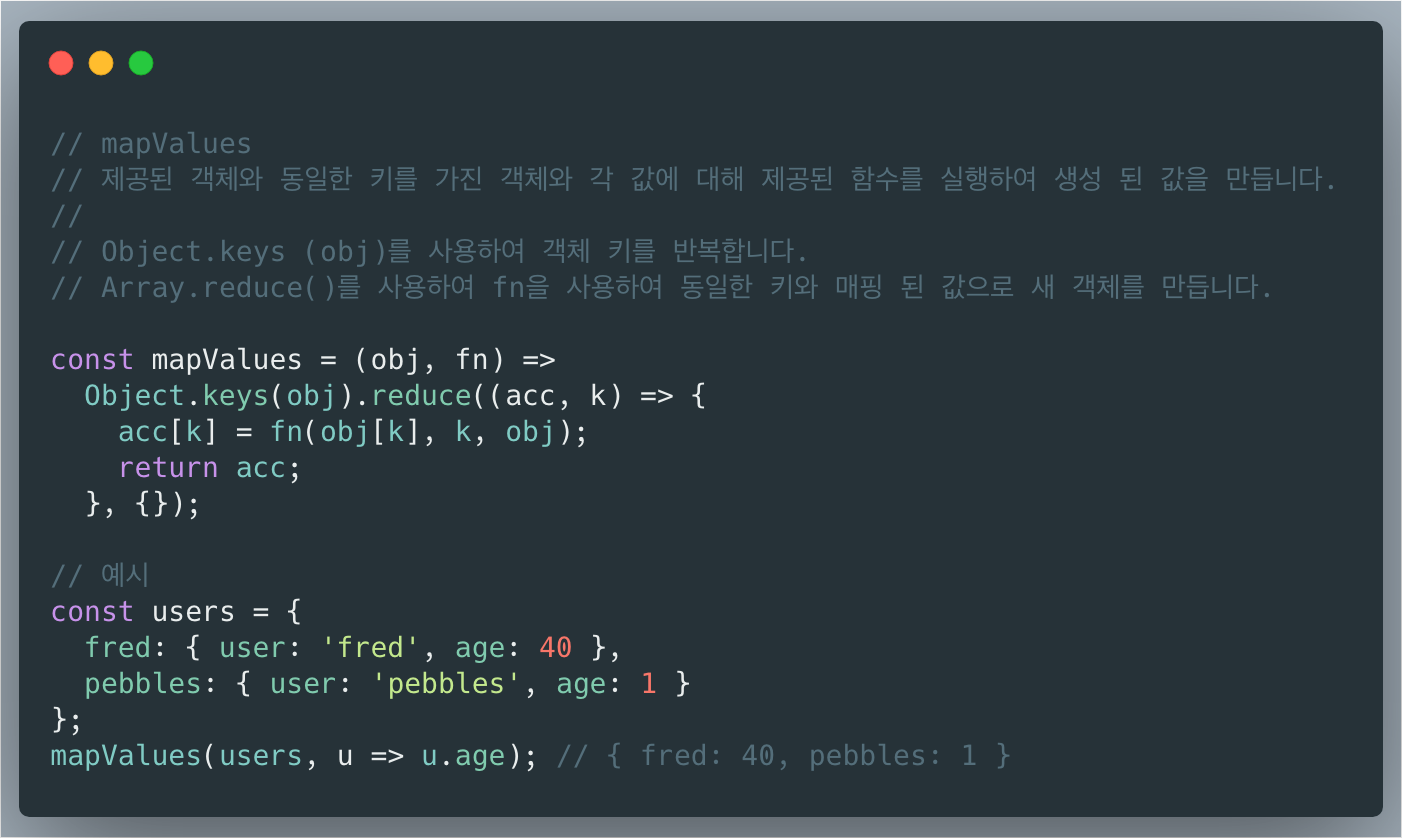 // mapValues
// 제공된 객체와 동일한 키를 가진 객체와 각 값에 대해 제공된 함수를 실행하여 생성 된 값을 만듭니다.
//
// Object.keys (obj)를 사용하여 객체 키를 반복합니다.
// Array.reduce()를 사용하여 fn을 사용하여 동일한 키와 매핑 된 값으로 새 객체를 만듭니다.
const mapValues = (obj, fn) =>
  Object.keys(obj).reduce((acc, k) => {
    acc[k] = fn(obj[k], k, obj);
    return acc;
  }, {});
// 예시
const users = {
  fred: { user: 'fred', age: 40 },
  pebbles: { user: 'pebbles', age: 1 }
};
mapValues(users, u => u.age); // { fred: 40, pebbles: 1 }